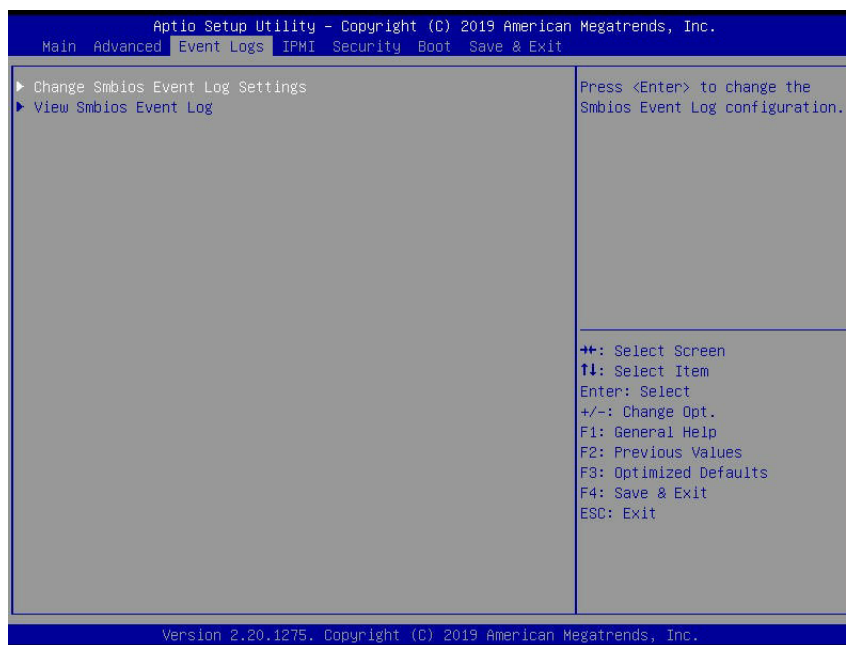 Aptio Setup Utility – Copyright (C) 2019 American Megatrends, Inc.
Main Advanced Event Logs IPMI Security Boot Save & Exit
▶ Change Smbios Event Log Settings
▶ View Smbios Event Log
Press <Enter> to change the
Smbios Event Log configuration.
→←: Select Screen
↑↓: Select Item
Enter: Select
+/-: Change Opt.
F1: General Help
F2: Previous Values
F3: Optimized Defaults
F4: Save & Exit
ESC: Exit
Version 2.20.1275. Copyright (C) 2019 American Megatrends, Inc.